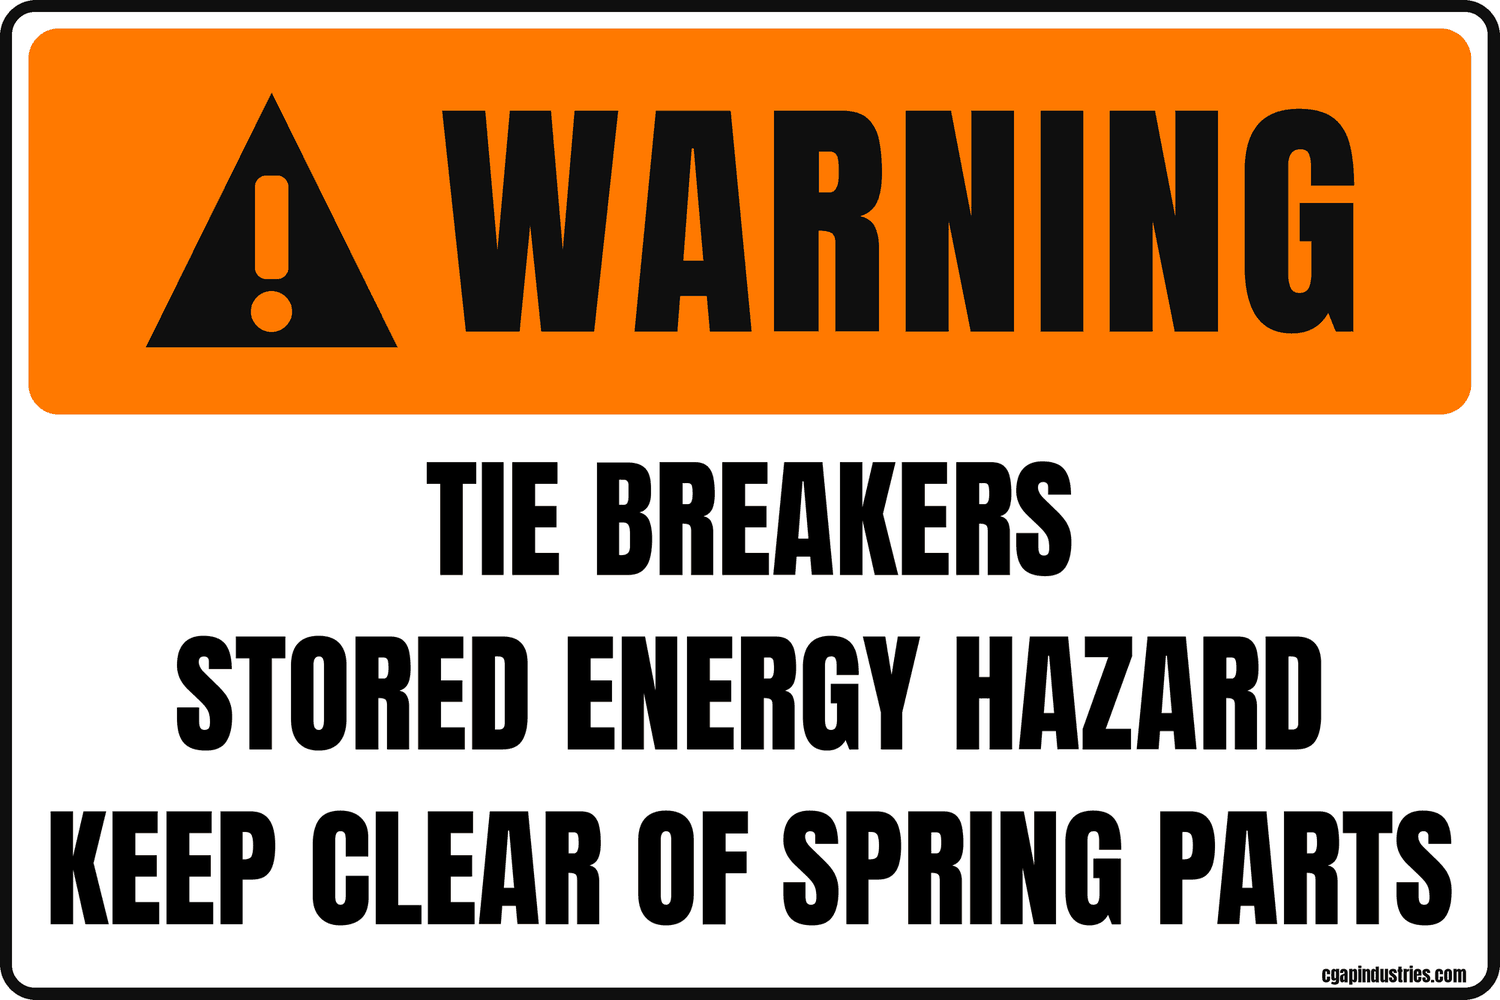 WARNING
TIE BREAKERS
STORED ENERGY HAZARD
KEEP CLEAR OF SPRING PARTS
cgapindustries.com